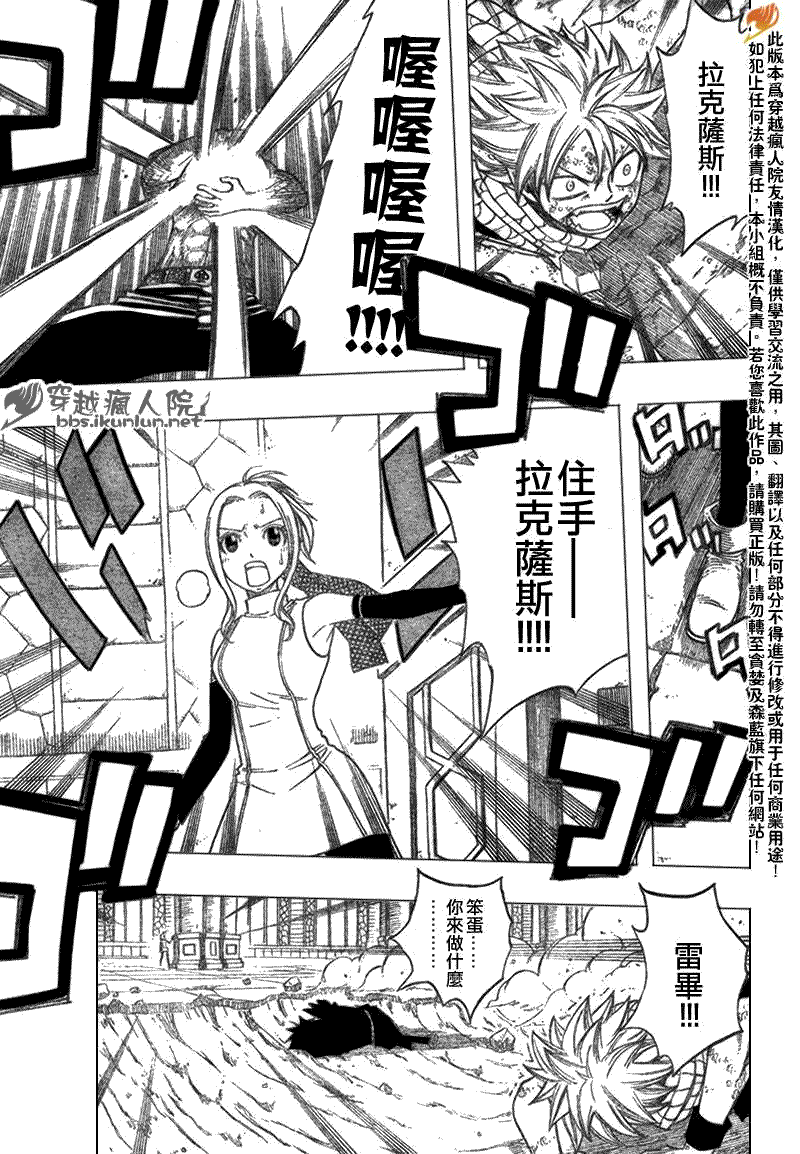 拉克薩斯!!!
喔喔喔喔!!!!
ゴゴゴ
住手——
拉克薩斯!!!!
ゴゴゴ
雷畢!!!
笨蛋……
……你來做什麼
穿越瘋人院
bbs.ikunlun.net
此版本爲穿越瘋人院友情漢化，僅供學習交流之用，其圖、翻譯以及任何部分不得進行修改或用于任何商業用途！
如犯上任何法律責任，本小組概不負責。若您喜歡此作品，請購買正版！請勿轉至貪婪及森藍旗下任何網站！